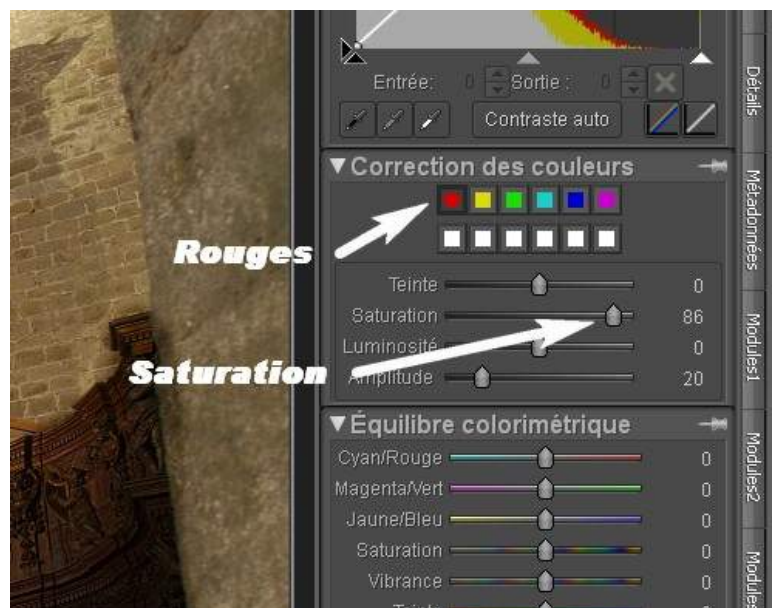 Entrée: 0 Sortie : 0
Contraste auto
▼Correction des couleurs
Rouges
Teinte 0
Saturation 86
Luminosité 0
Saturation
Amplitude 20
▼Équilibre colorimétrique
Cyan/Rouge 0
Magenta/Vert 0
Jaune/Bleu 0
Saturation 0
Vibrance 0
Teinte
Détails
Métadonnées
Modules1
Modules2
Modules